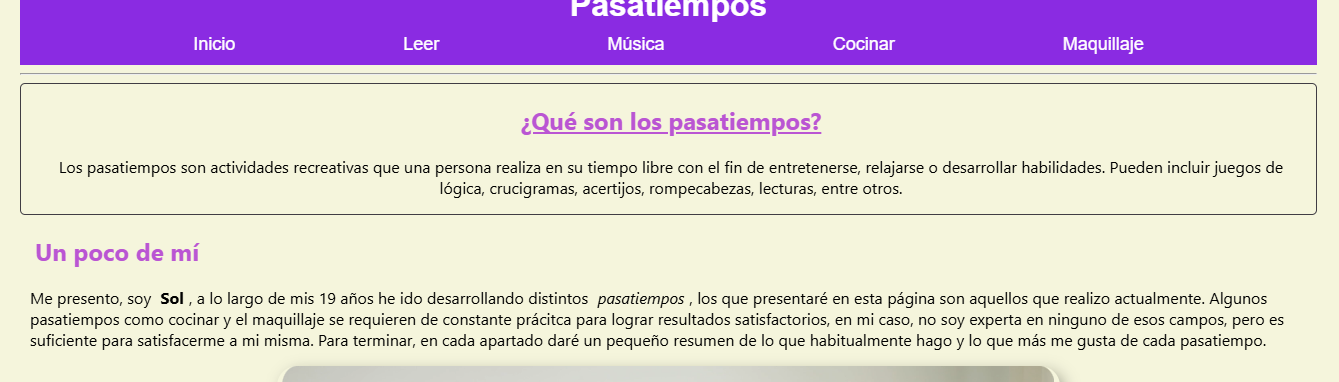 Pasatiempos
Inicio Leer Música Cocinar Maquillaje
¿Qué son los pasatiempos?
Los pasatiempos son actividades recreativas que una persona realiza en su tiempo libre con el fin de entretenerse, relajarse o desarrollar habilidades. Pueden incluir juegos de
lógica, crucigramas, acertijos, rompecabezas, lecturas, entre otros.
Un poco de mí
Me presento, soy Sol , a lo largo de mis 19 años he ido desarrollando distintos pasatiempos , los que presentaré en esta página son aquellos que realizo actualmente. Algunos
pasatiempos como cocinar y el maquillaje se requieren de constante prácitca para lograr resultados satisfactorios, en mi caso, no soy experta en ninguno de esos campos, pero es
suficiente para satisfacerme a mi misma. Para terminar, en cada apartado daré un pequeño resumen de lo que habitualmente hago y lo que más me gusta de cada pasatiempo.